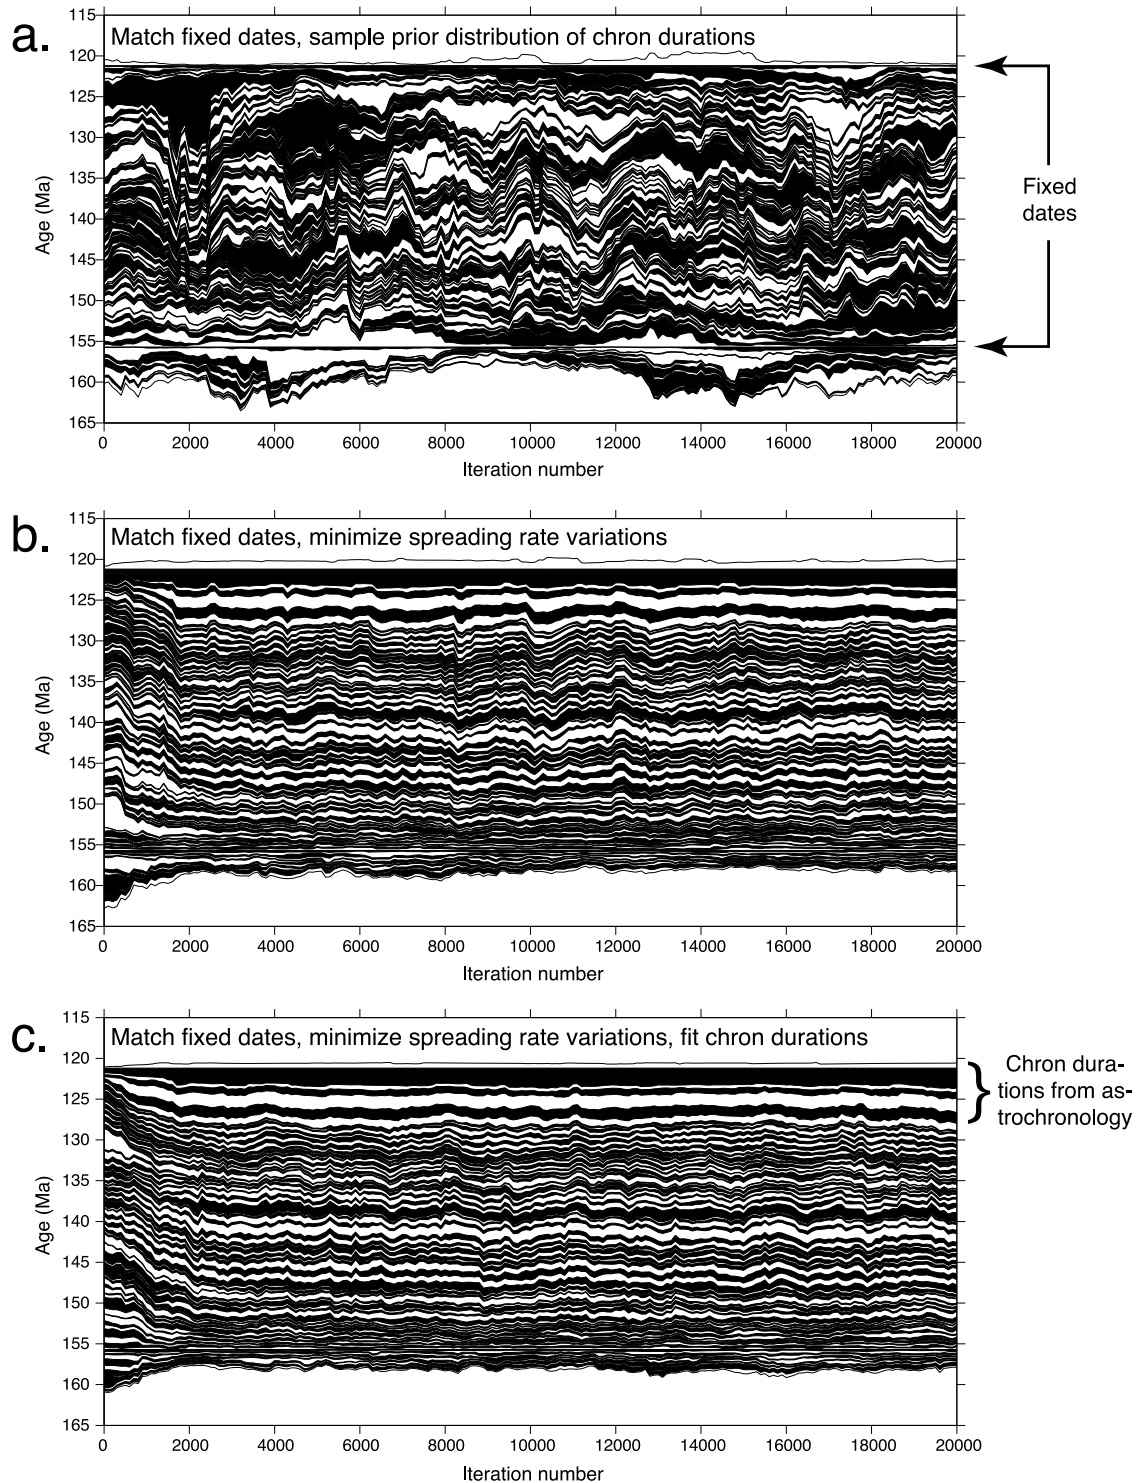 a.
Match fixed dates, sample prior distribution of chron durations
115
120
125
130
135
140
145
150
155
160
165
Age (Ma)
0 2000 4000 6000 8000 10000 12000 14000 16000 18000 20000
Iteration number
Fixed
dates
b.
Match fixed dates, minimize spreading rate variations
115
120
125
130
135
140
145
150
155
160
165
Age (Ma)
0 2000 4000 6000 8000 10000 12000 14000 16000 18000 20000
Iteration number
c.
Match fixed dates, minimize spreading rate variations, fit chron durations
115
120
125
130
135
140
145
150
155
160
165
Age (Ma)
0 2000 4000 6000 8000 10000 12000 14000 16000 18000 20000
Iteration number
Chron dura-
tions from as-
trochronology